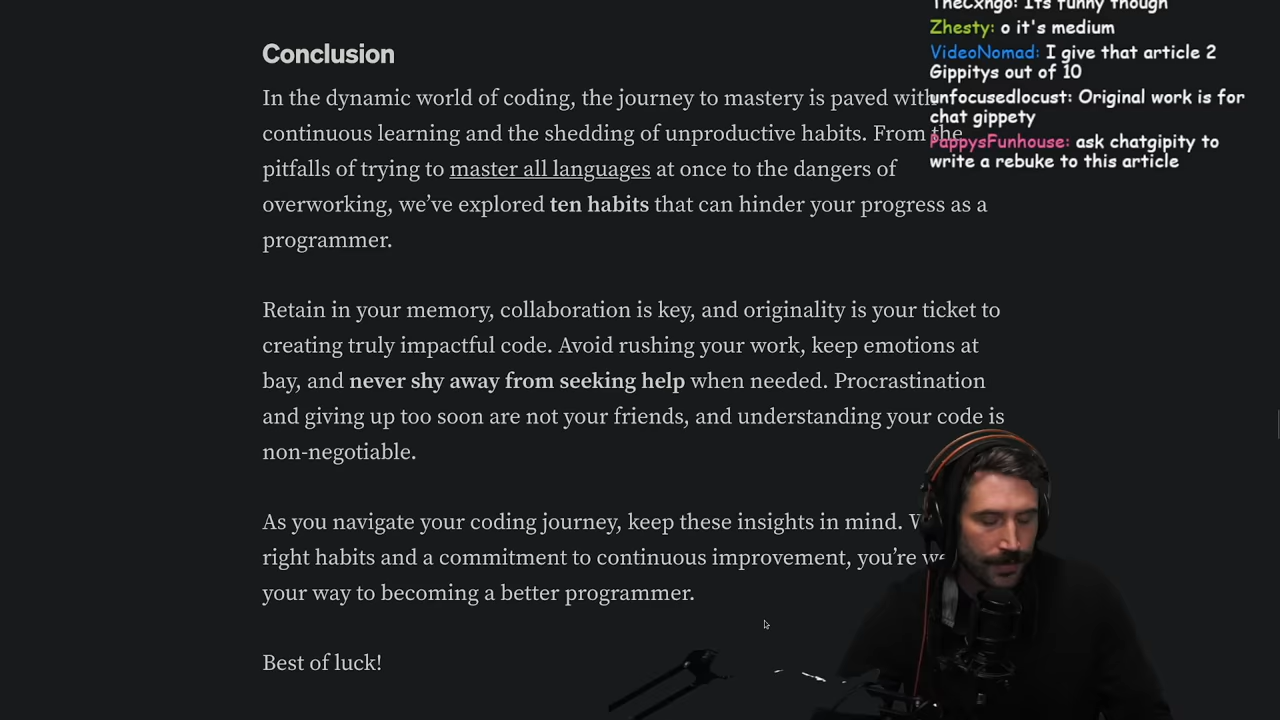 Conclusion
In the dynamic world of coding, the journey to mastery is paved with
continuous learning and the shedding of unproductive habits. From the
pitfalls of trying to master all languages at once to the dangers of
overworking, we’ve explored ten habits that can hinder your progress as a
programmer.
Retain in your memory, collaboration is key, and originality is your ticket to
creating truly impactful code. Avoid rushing your work, keep emotions at
bay, and never shy away from seeking help when needed. Procrastination
and giving up too soon are not your friends, and understanding your code is
non-negotiable.
As you navigate your coding journey, keep these insights in mind.
right habits and a commitment to continuous improvement, you’re
your way to becoming a better programmer.
Best of luck!
TheCxngo: Its funny though
Zhesty: o it's medium
VideoNomad: I give that article 2
Gippitys out of 10
unfocusedlocust: Original work is for
chat gippety
PappysFunhouse: ask chatgipity to
write a rebuke to this article